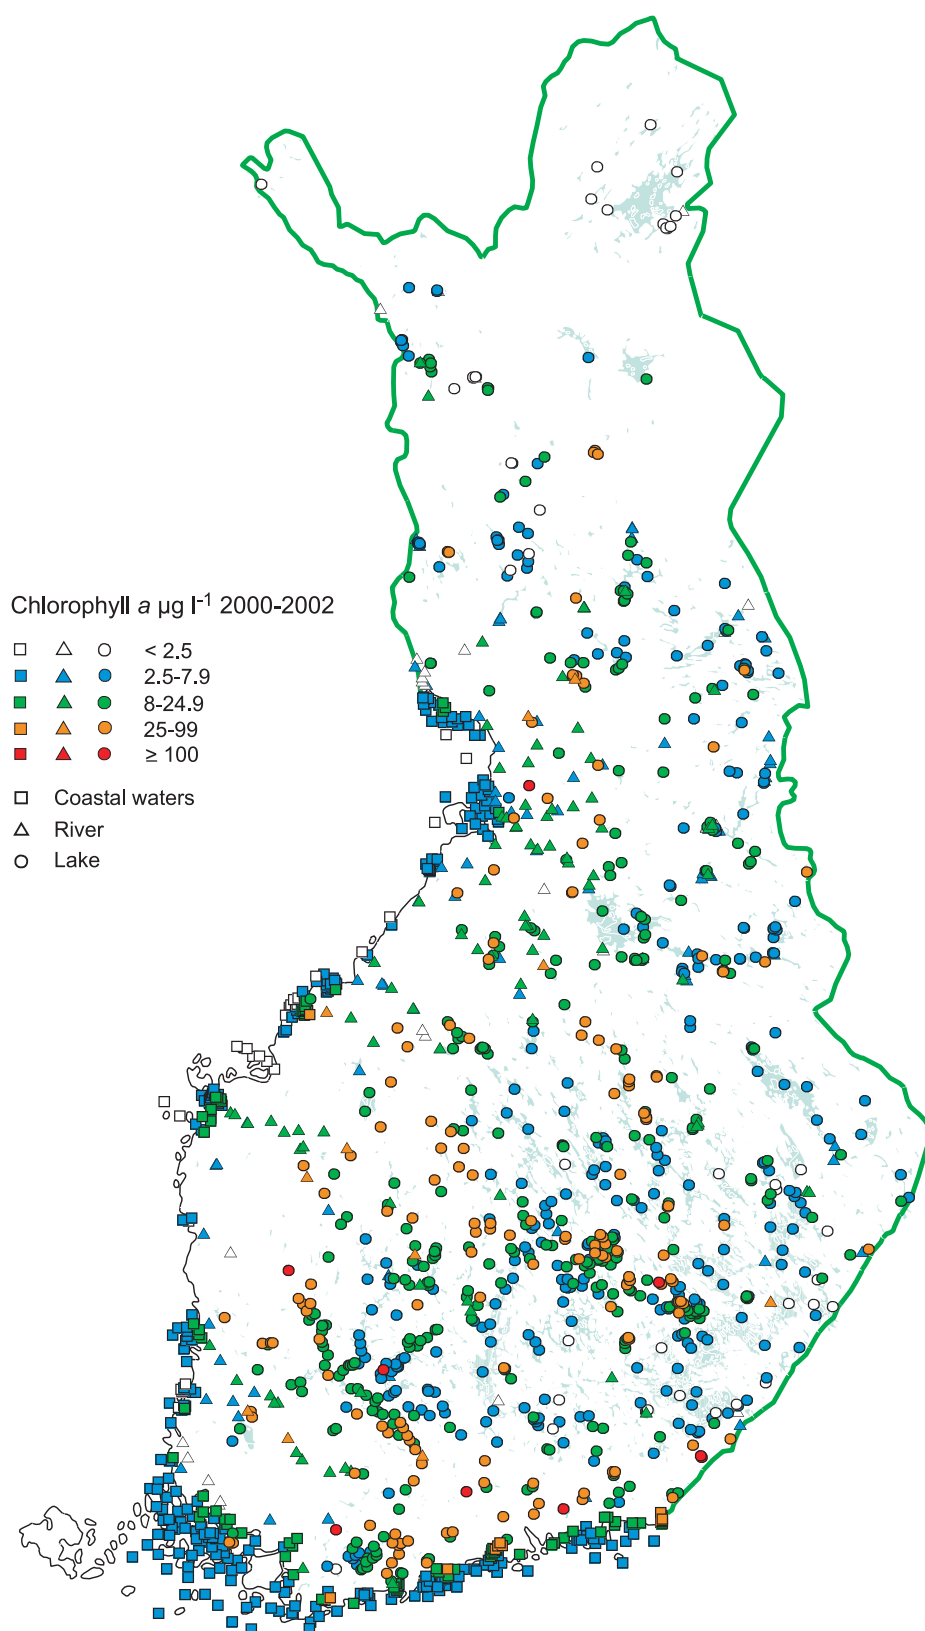 Chlorophyll a µg l-1 2000-2002
< 2.5
2.5-7.9
8-24.9
25-99
≥ 100
Coastal waters
River
Lake